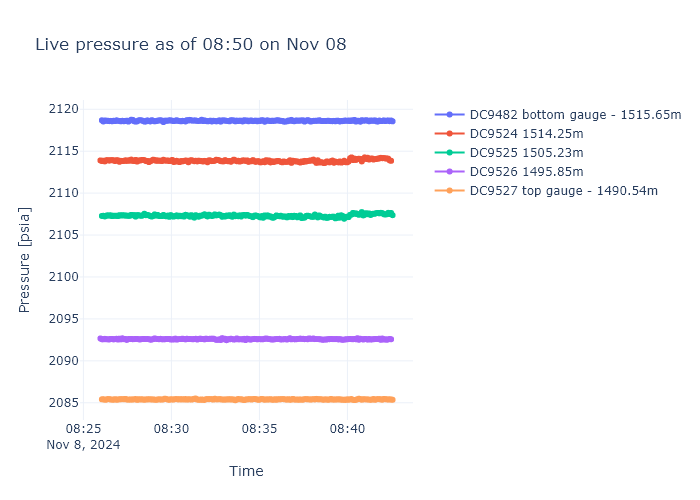 Live pressure as of 08:50 on Nov 08
2120
2115
2110
2105
2100
2095
2090
2085
Pressure [psia]
08:25
08:30
08:35
08:40
Nov 8, 2024
Time
DC9482 bottom gauge - 1515.65m
DC9524 1514.25m
DC9525 1505.23m
DC9526 1495.85m
DC9527 top gauge - 1490.54m